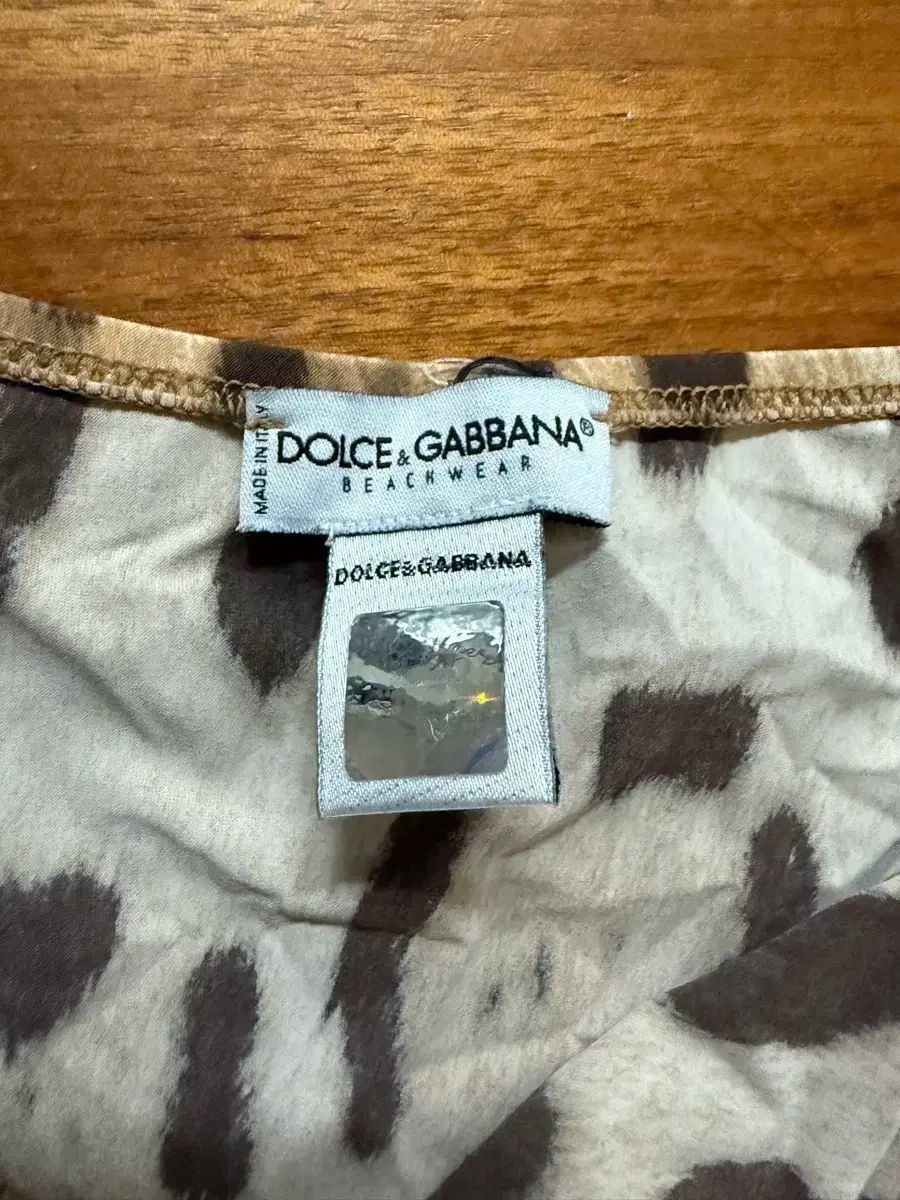 MADE IN ITALY
DOLCE & GABBANA®
BEACHWEAR
DOLCE&GABBANA